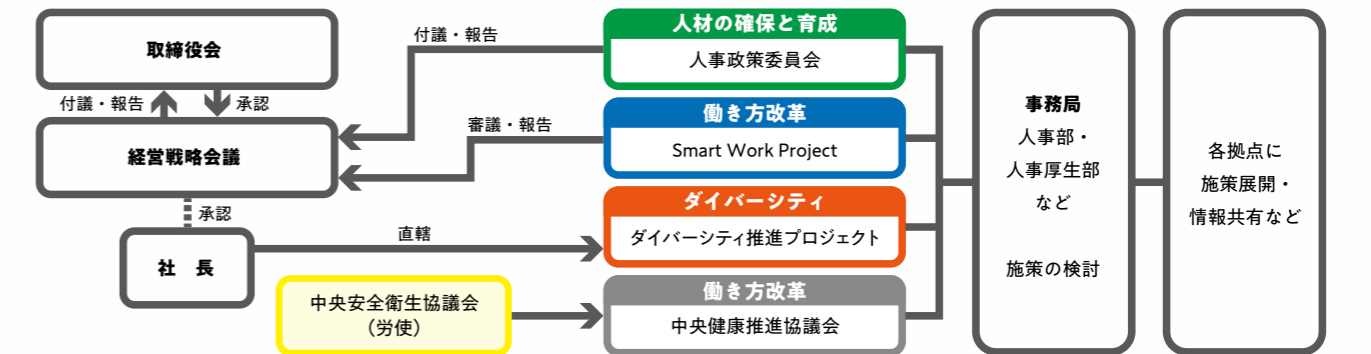 取締役会
付議・報告
承認
経営戦略会議
承認
社 長
付議・報告
審議・報告
直轄
中央安全衛生協議会
(労使)
人材の確保と育成
人事政策委員会
働き方改革
Smart Work Project
ダイバーシティ
ダイバーシティ推進プロジェクト
働き方改革
中央健康推進協議会
事務局
人事部・
人事厚生部
など
施策の検討
各拠点に
施策展開・
情報共有など